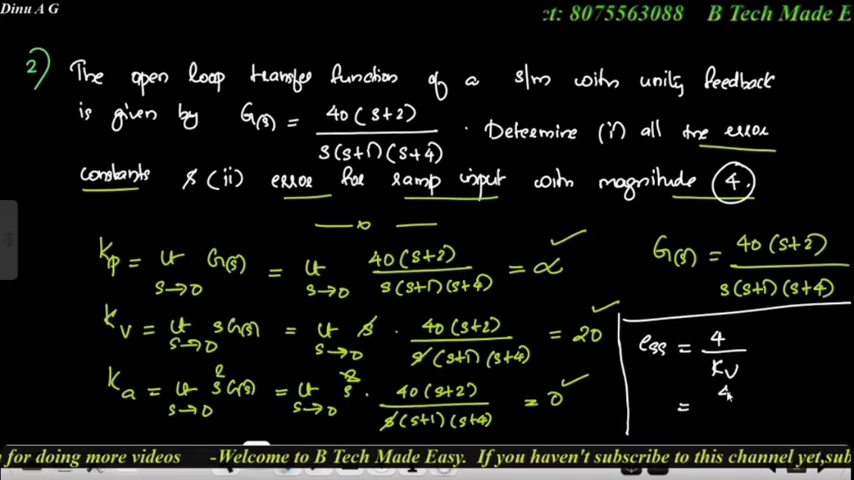 Dinu A G
ct: 8075563088 B Tech Made E
2) The open loop transfer function of a s/m with unity feedback
is given by G(s) = 40(s+2) / s(s+1)(s+4) . Determine (i) all the error
constants & (ii) error for ramp input with magnitude 4.
Kp = Lt s→0 G(s) = Lt s→0 40(s+2) / s(s+1)(s+4) = ∝
G(s) = 40(s+2) / s(s+1)(s+4)
Kv = Lt s→0 sG(s) = Lt s→0 s · 40(s+2) / s(s+1)(s+4) = 20
Ka = Lt s→0 s²G(s) = Lt s→0 s² · 40(s+2) / s(s+1)(s+4) = 0
ess = 4 / Kv
= 4
for doing more videos -Welcome to B Tech Made Easy. If you haven't subscribe to this channel yet,sub